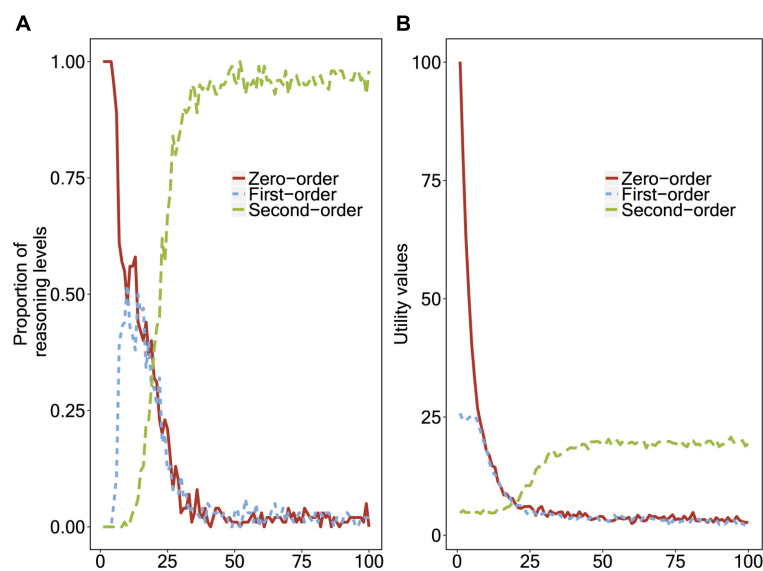 A
Proportion of
reasoning levels
1.00
0.75
0.50
0.25
0.00
Zero-order
First-order
Second-order
0
25
50
75
100
B
Utility values
100
75
50
25
0
Zero-order
First-order
Second-order
0
25
50
75
100